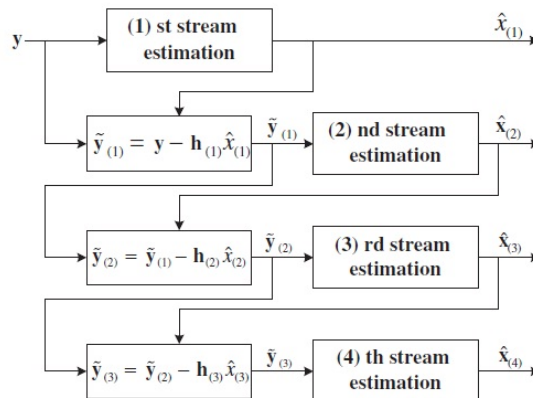 (1) st stream
estimation
y
x̂(1)
ỹ(1) = y − h(1)x̂(1)
ỹ(1)
(2) nd stream
estimation
x̂(2)
ỹ(2) = ỹ(1) − h(2)x̂(2)
ỹ(2)
(3) rd stream
estimation
x̂(3)
ỹ(3) = ỹ(2) − h(3)x̂(3)
ỹ(3)
(4) th stream
estimation
x̂(4)